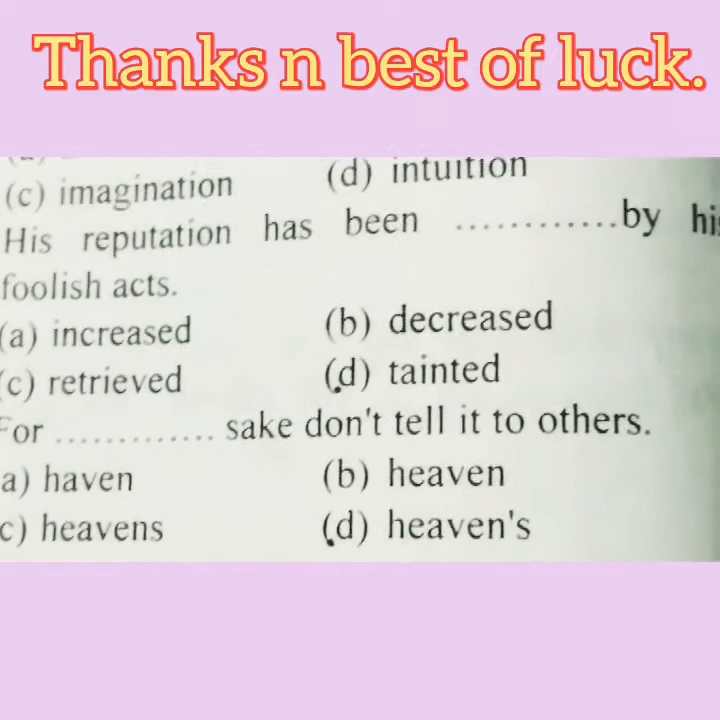 Thanks n best of luck.
(c) imagination (d) intuition
His reputation has been .............by his
foolish acts.
(a) increased (b) decreased
(c) retrieved (d) tainted
For ............. sake don't tell it to others.
a) haven (b) heaven
c) heavens (d) heaven's